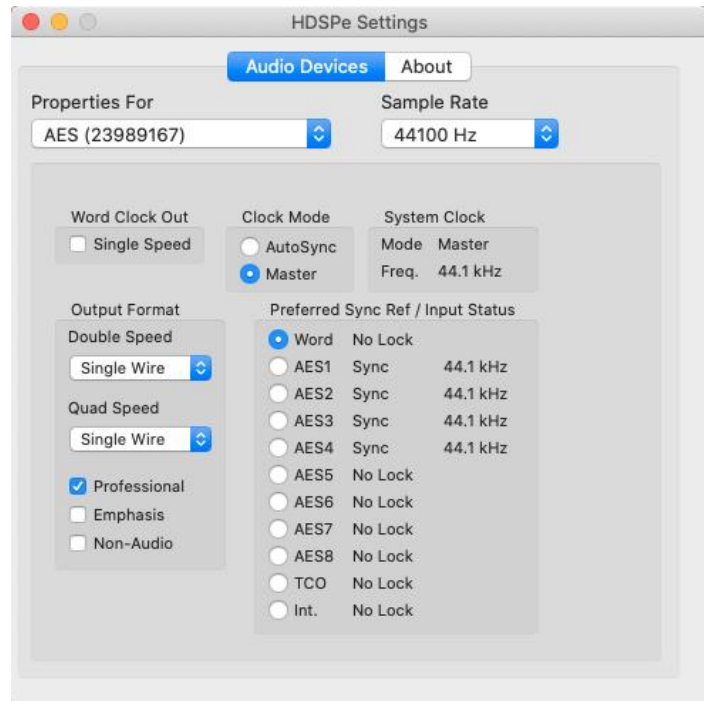 HDSPe Settings
Audio Devices About
Properties For Sample Rate
AES (23989167) 44100 Hz
Word Clock Out Clock Mode System Clock
Single Speed AutoSync Mode Master
Master Freq. 44.1 kHz
Output Format Preferred Sync Ref / Input Status
Double Speed Word No Lock
Single Wire AES1 Sync 44.1 kHz
AES2 Sync 44.1 kHz
Quad Speed AES3 Sync 44.1 kHz
Single Wire AES4 Sync 44.1 kHz
AES5 No Lock
Professional AES6 No Lock
Emphasis AES7 No Lock
Non-Audio AES8 No Lock
TCO No Lock
Int. No Lock